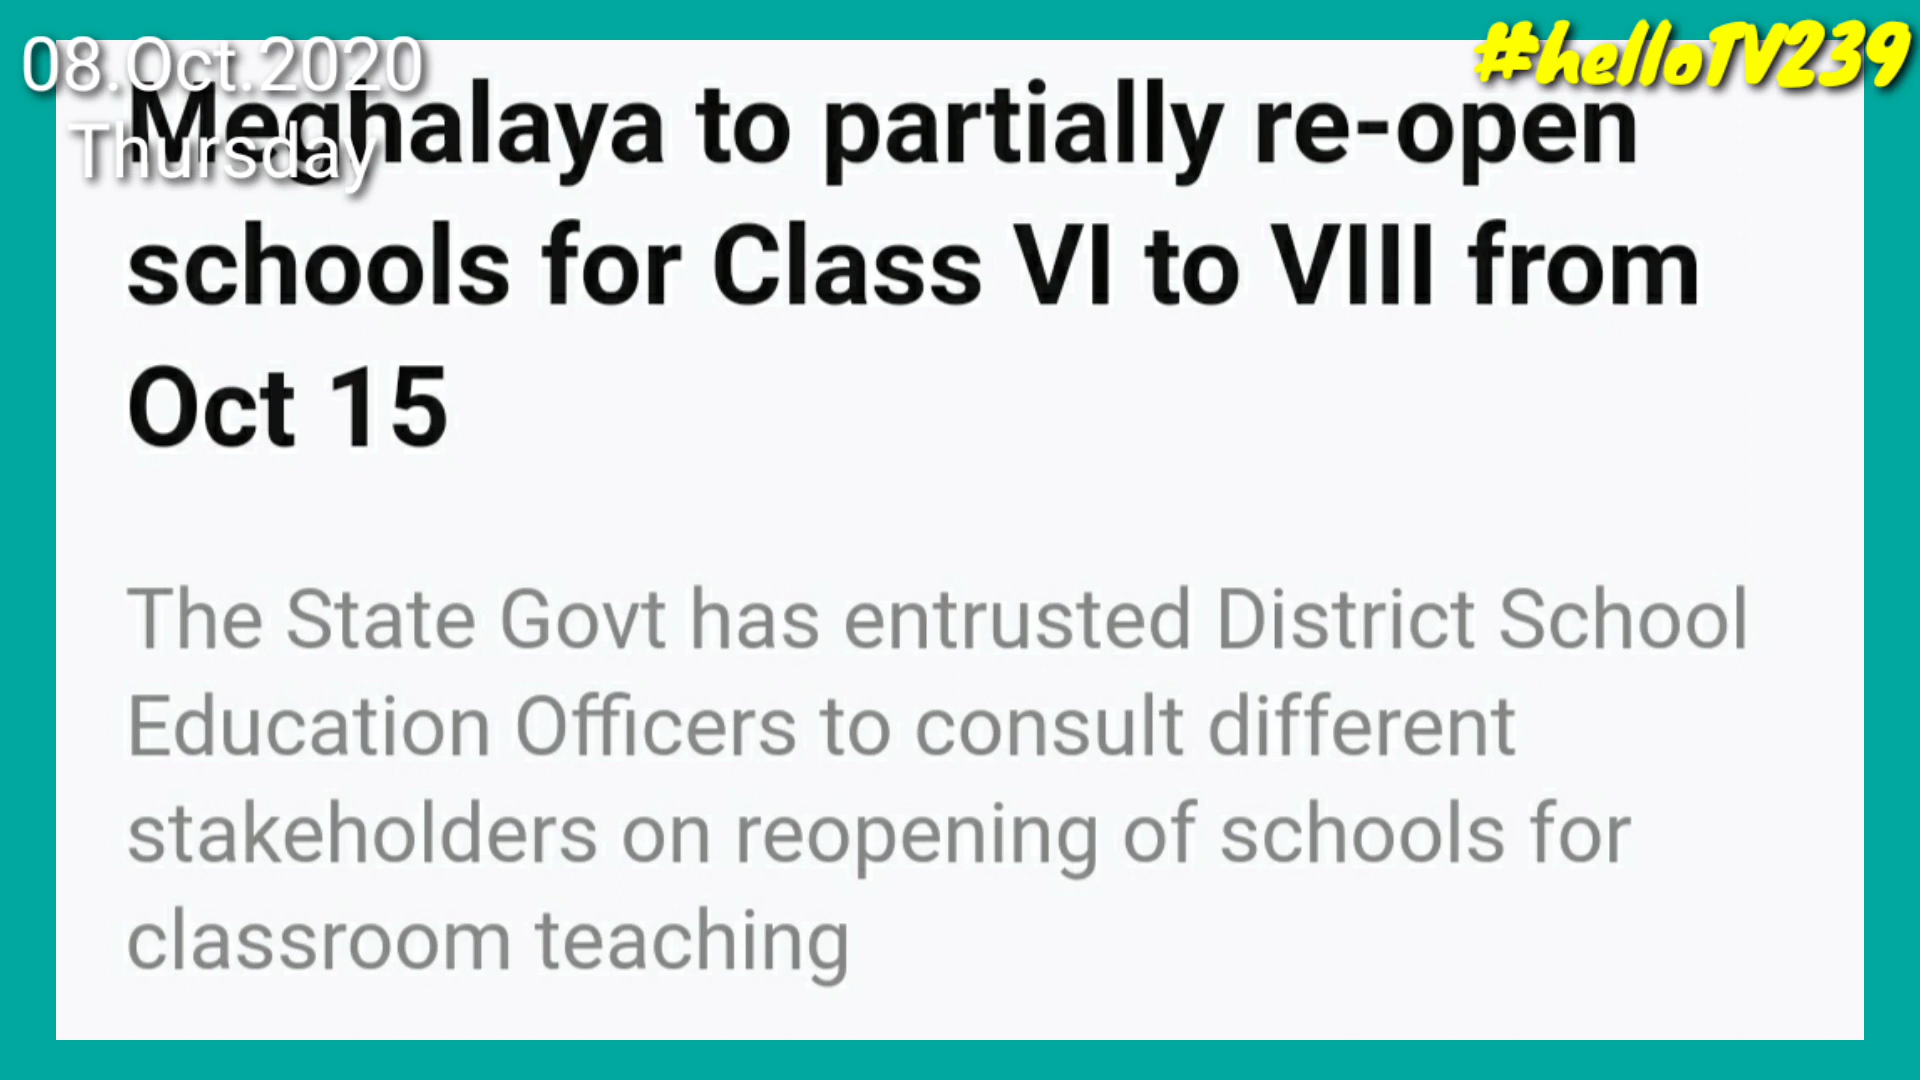 08.Oct.2020
Thursday
#helloTV239
Meghalaya to partially re-open
schools for Class VI to VIII from
Oct 15
The State Govt has entrusted District School
Education Officers to consult different
stakeholders on reopening of schools for
classroom teaching